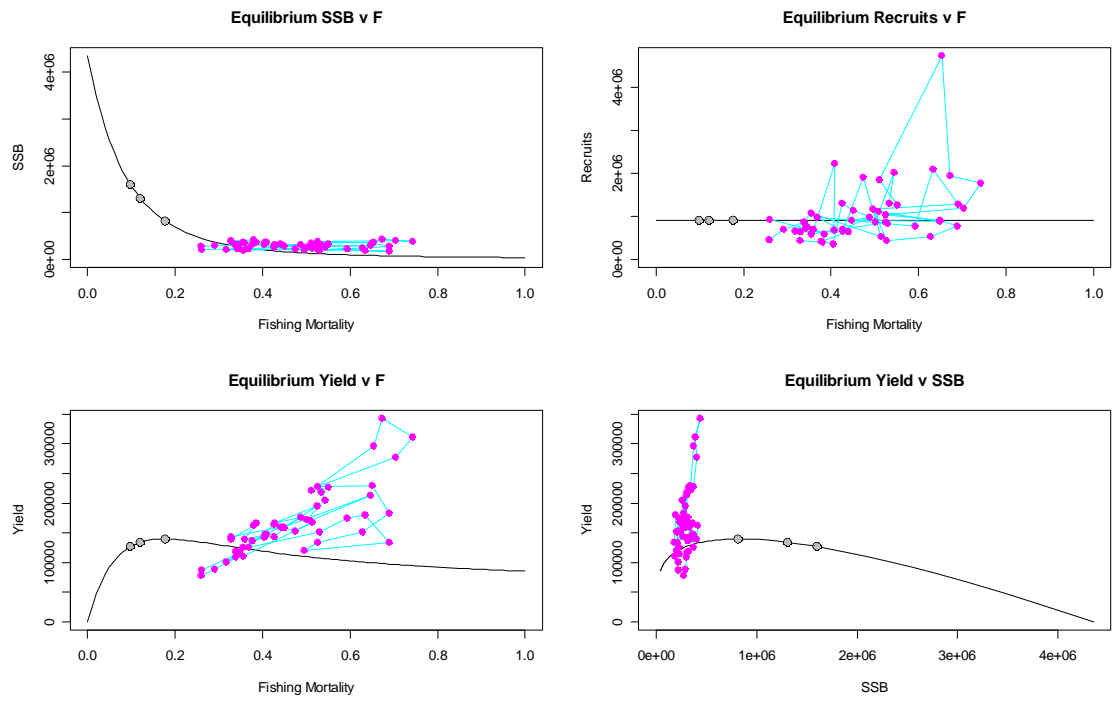 Equilibrium SSB v F
SSB
0e+00
2e+06
4e+06
0.0 0.2 0.4 0.6 0.8 1.0
Fishing Mortality
Equilibrium Recruits v F
Recruits
0e+00
2e+06
4e+06
0.0 0.2 0.4 0.6 0.8 1.0
Fishing Mortality
Equilibrium Yield v F
Yield
0
100000
200000
300000
0.0 0.2 0.4 0.6 0.8 1.0
Fishing Mortality
Equilibrium Yield v SSB
Yield
0
100000
200000
300000
0e+00 1e+06 2e+06 3e+06 4e+06
SSB